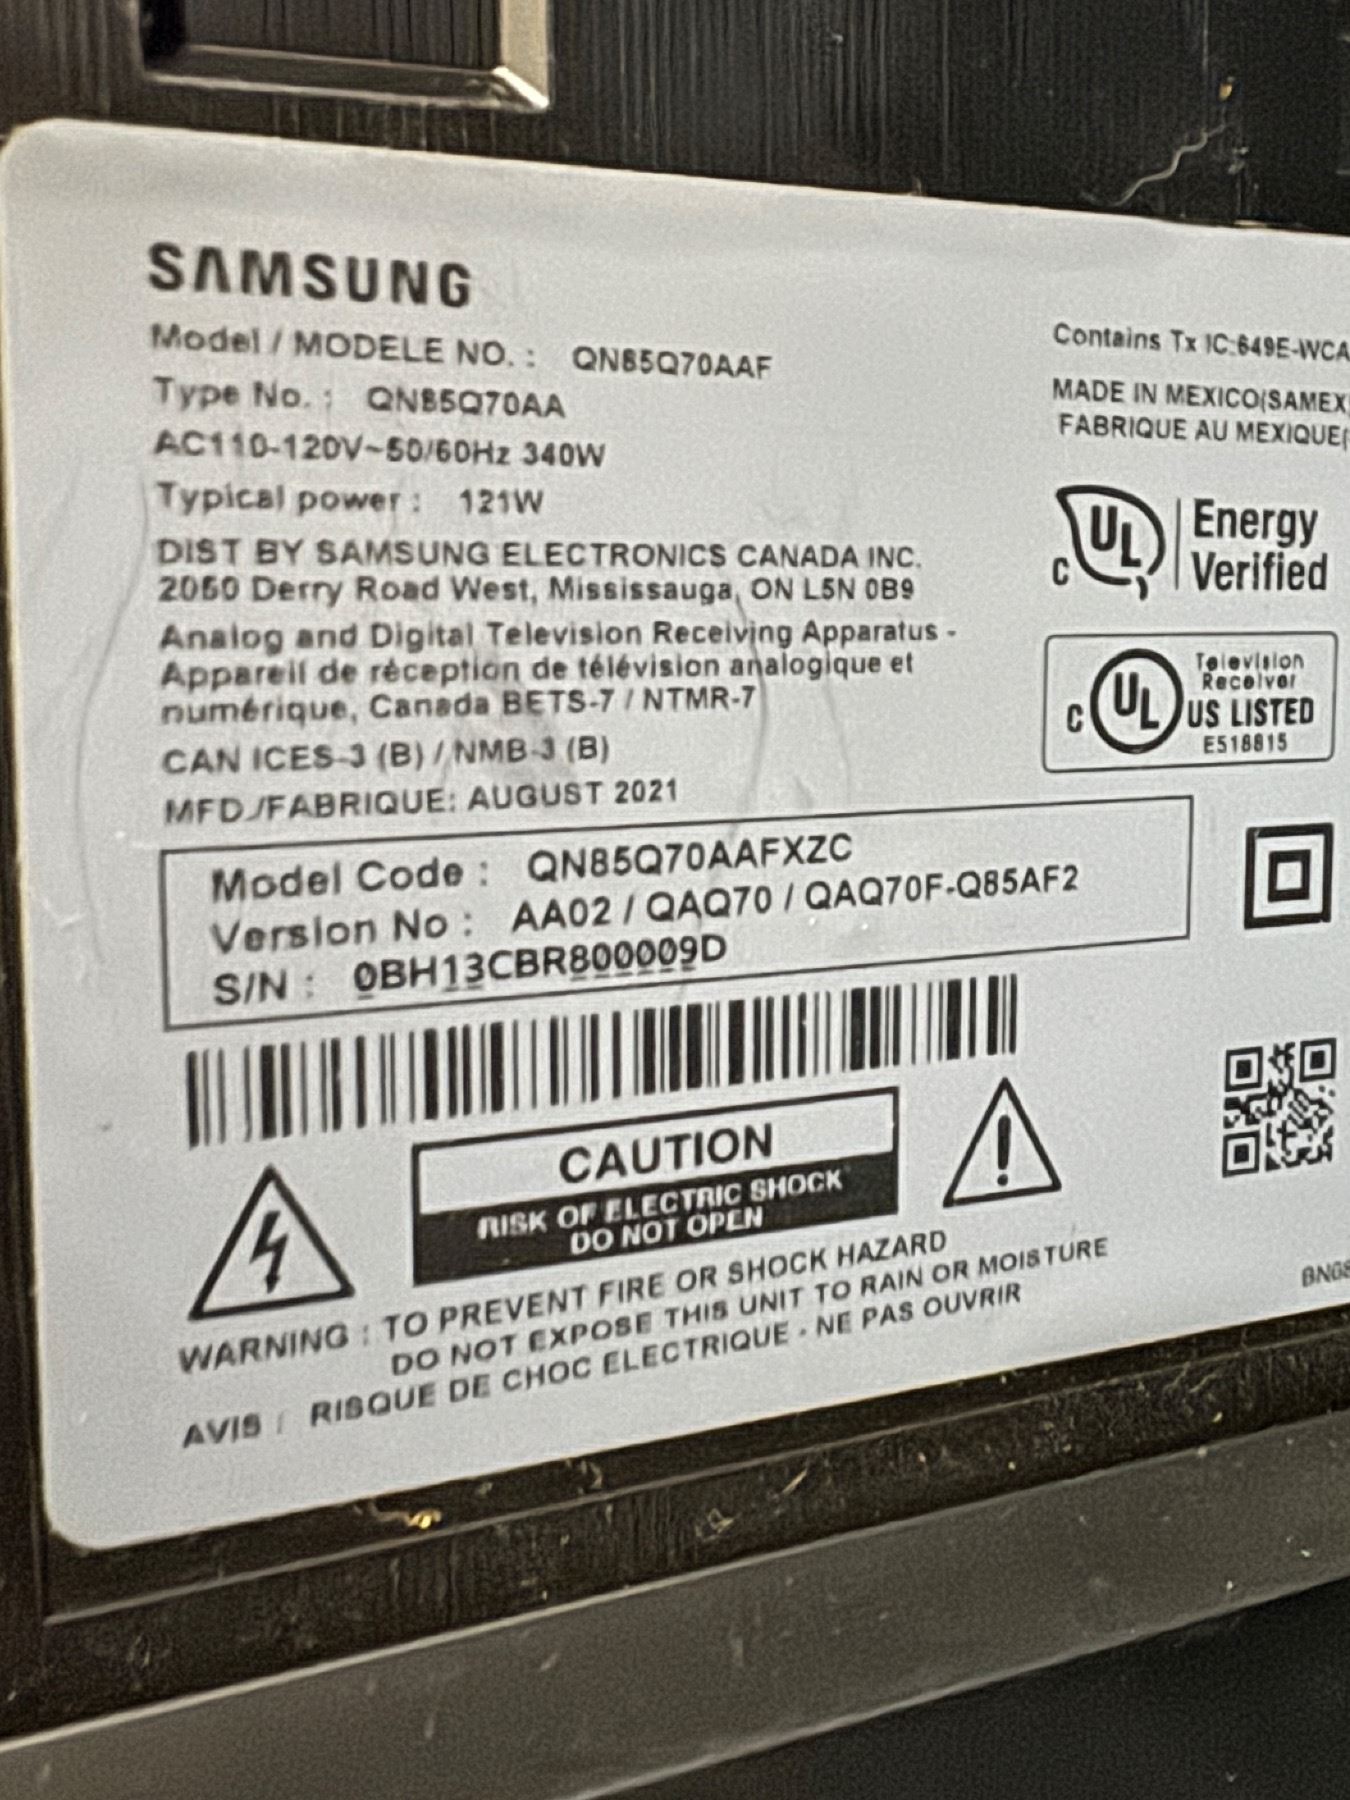 SAMSUNG
Model / MODELE NO. : QN85Q70AAF
Type No. : QN85Q70AA
AC110-120V~50/60Hz 340W
Typical power : 121W
DIST BY SAMSUNG ELECTRONICS CANADA INC.
2050 Derry Road West, Mississauga, ON L5N 0B9
Analog and Digital Television Receiving Apparatus -
Appareil de réception de télévision analogique et
numérique, Canada BETS-7 / NTMR-7
CAN ICES-3 (B) / NMB-3 (B)
MFD./FABRIQUE: AUGUST 2021
Contains Tx IC:649E-WCA
MADE IN MEXICO(SAMEX
FABRIQUE AU MEXIQUE(
C UL Energy
Verified
C UL Television
Receiver
US LISTED
E518815
Model Code : QN85Q70AAFXZC
Version No : AA02 / QAQ70 / QAQ70F-Q85AF2
S/N : 0BH13CBR800009D
CAUTION
RISK OF ELECTRIC SHOCK
DO NOT OPEN
WARNING : TO PREVENT FIRE OR SHOCK HAZARD
DO NOT EXPOSE THIS UNIT TO RAIN OR MOISTURE
AVIS : RISQUE DE CHOC ELECTRIQUE - NE PAS OUVRIR